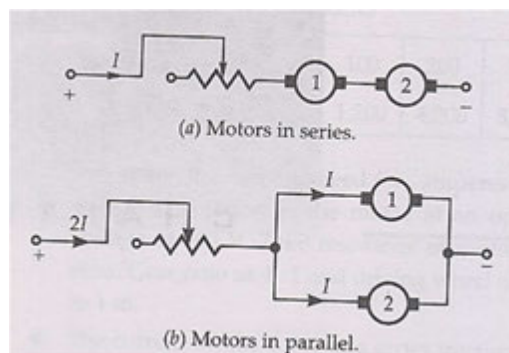 I
+
1
2
−
(a) Motors in series.
2I
+
I
1
I
2
−
(b) Motors in parallel.